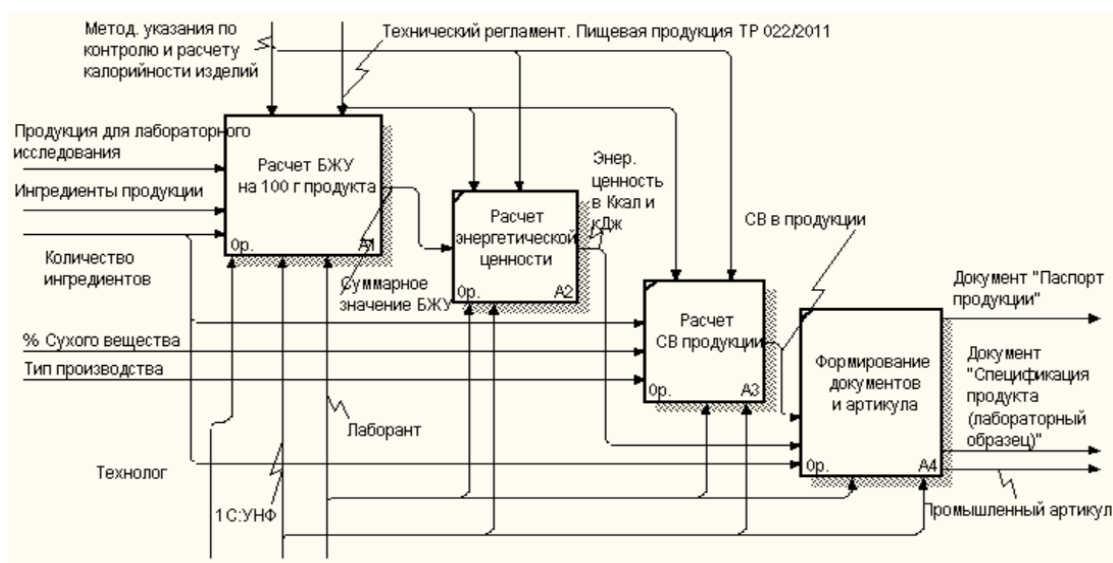 Метод. указания по
контролю и расчету
калорийности изделий
Технический регламент. Пищевая продукция ТР 022/2011
Продукция для лабораторного
исследования
Ингредиенты продукции
Количество
ингредиентов
Расчет БЖУ
на 100 г продукта
0р.
А1
Суммарное
значение БЖУ
Расчет
энергетической
ценности
0р.
А2
Энер.
ценность
в Ккал и
кДж
% Сухого вещества
Тип производства
Расчет
СВ продукции
0р.
А3
СВ в продукции
Формирование
документов
и артикула
0р.
А4
Документ "Паспорт
продукции"
Документ
"Спецификация
продукта
(лабораторный
образец)"
Промышленный артикул
Технолог
1С:УНФ
Лаборант